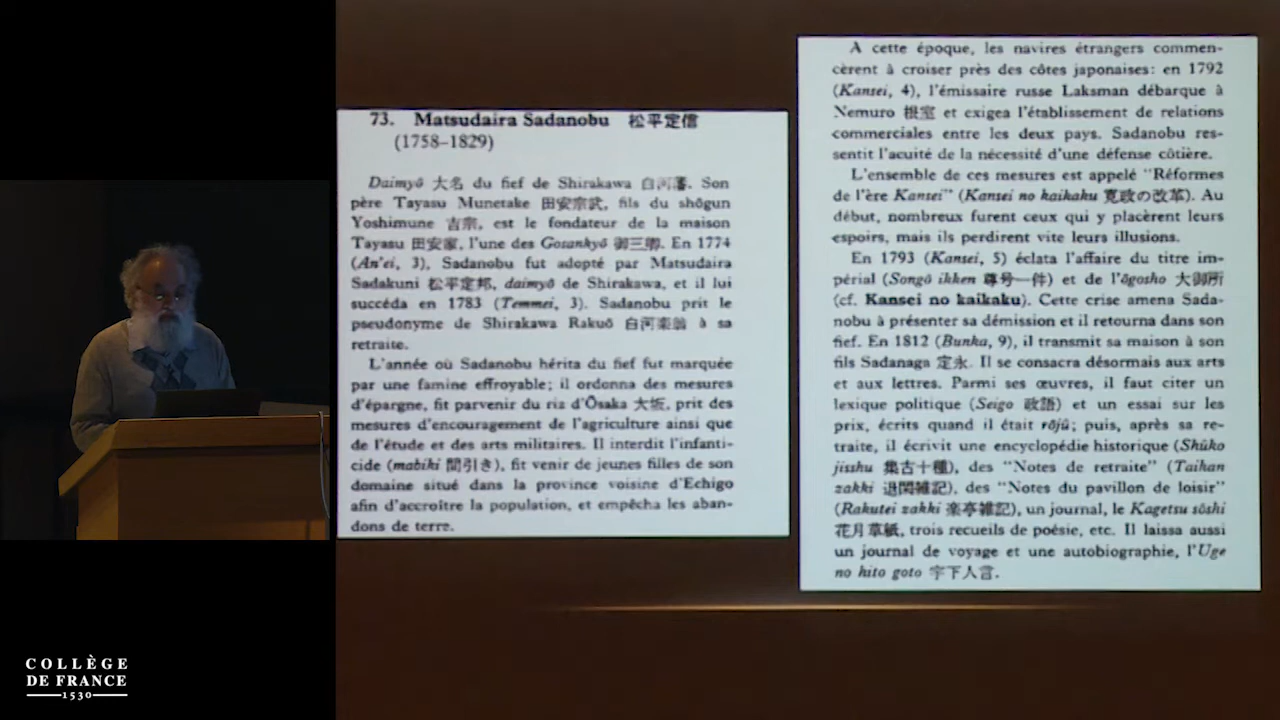 73. Matsudaira Sadanobu 松平定信
(1758–1829)
Daimyō 大名 du fief de Shirakawa 白河藩. Son
père Tayasu Munetake 田安宗武, fils du shōgun
Yoshimune 吉宗, est le fondateur de la maison
Tayasu 田安家, l'une des Gosankyō 御三卿. En 1774
(An'ei, 3), Sadanobu fut adopté par Matsudaira
Sadakuni 松平定邦, daimyō de Shirakawa, et il lui
succéda en 1783 (Temmei, 3). Sadanobu prit le
pseudonyme de Shirakawa Rakuō 白河楽翁 à sa
retraite.
L'année où Sadanobu hérita du fief fut marquée
par une famine effroyable; il ordonna des mesures
d'épargne, fit parvenir du riz d'Ōsaka 大坂, prit des
mesures d'encouragement de l'agriculture ainsi que
de l'étude et des arts militaires. Il interdit l'infanti-
cide (mabiki 間引き), fit venir de jeunes filles de son
domaine situé dans la province voisine d'Echigo
afin d'accroître la population, et empêcha les aban-
dons de terre.
A cette époque, les navires étrangers commen-
cèrent à croiser près des côtes japonaises: en 1792
(Kansei, 4), l'émissaire russe Laksman débarque à
Nemuro 根室 et exigea l'établissement de relations
commerciales entre les deux pays. Sadanobu res-
sentit l'acuité de la nécessité d'une défense côtière.
L'ensemble de ces mesures est appelé "Réformes
de l'ère Kansei" (Kansei no kaikaku 寛政の改革). Au
début, nombreux furent ceux qui y placèrent leurs
espoirs, mais ils perdirent vite leurs illusions.
En 1793 (Kansei, 5) éclata l'affaire du titre im-
périal (Songō ikken 尊号一件) et de l'ōgosho 大御所
(cf. Kansei no kaikaku). Cette crise amena Sada-
nobu à présenter sa démission et il retourna dans son
fief. En 1812 (Bunka, 9), il transmit sa maison à son
fils Sadanaga 定永. Il se consacra désormais aux arts
et aux lettres. Parmi ses œuvres, il faut citer un
lexique politique (Seigo 政語) et un essai sur les
prix, écrits quand il était rōjū; puis, après sa re-
traite, il écrivit une encyclopédie historique (Shūko
jisshu 集古十種), des "Notes de retraite" (Taikan
zakki 退閑雑記), des "Notes du pavillon de loisir"
(Rakutei zakki 楽亭雑記), un journal, le Kagetsu sōshi
花月草紙, trois recueils de poésie, etc. Il laissa aussi
un journal de voyage et une autobiographie, l'Uge
no hito goto 宇下人言.
COLLÈGE
DE FRANCE
1530